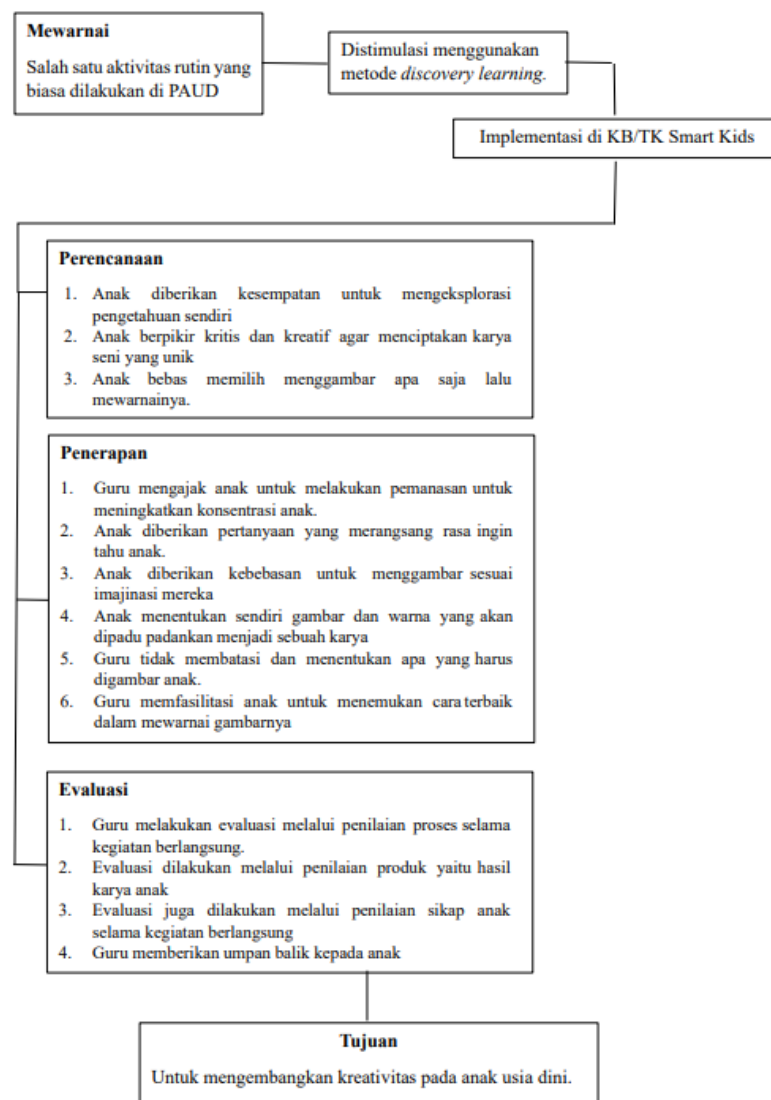 Mewarnai
Salah satu aktivitas rutin yang
biasa dilakukan di PAUD
Distimulasi menggunakan
metode discovery learning.
Implementasi di KB/TK Smart Kids
Perencanaan
1. Anak diberikan kesempatan untuk mengeksplorasi
pengetahuan sendiri
2. Anak berpikir kritis dan kreatif agar menciptakan karya
seni yang unik
3. Anak bebas memilih menggambar apa saja lalu
mewarnainya.
Penerapan
1. Guru mengajak anak untuk melakukan pemanasan untuk
meningkatkan konsentrasi anak.
2. Anak diberikan pertanyaan yang merangsang rasa ingin
tahu anak.
3. Anak diberikan kebebasan untuk menggambar sesuai
imajinasi mereka
4. Anak menentukan sendiri gambar dan warna yang akan
dipadu padankan menjadi sebuah karya
5. Guru tidak membatasi dan menentukan apa yang harus
digambar anak.
6. Guru memfasilitasi anak untuk menemukan cara terbaik
dalam mewarnai gambarnya
Evaluasi
1. Guru melakukan evaluasi melalui penilaian proses selama
kegiatan berlangsung.
2. Evaluasi dilakukan melalui penilaian produk yaitu hasil
karya anak
3. Evaluasi juga dilakukan melalui penilaian sikap anak
selama kegiatan berlangsung
4. Guru memberikan umpan balik kepada anak
Tujuan
Untuk mengembangkan kreativitas pada anak usia dini.